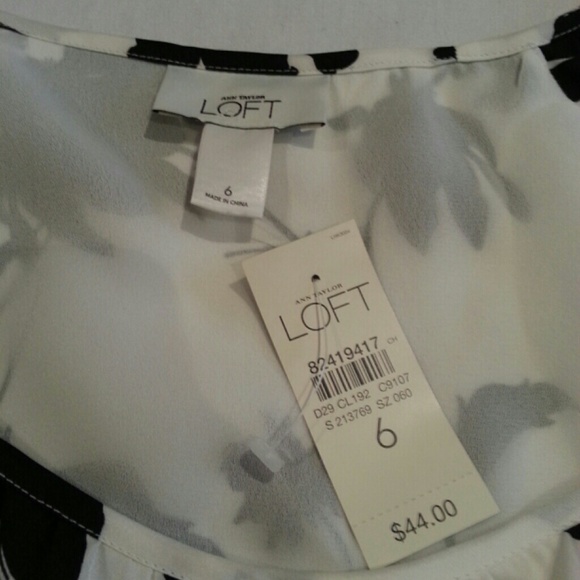 ANN TAYLOR
LOFT
6
MADE IN CHINA
ANN TAYLOR
LOFT
82419417 CH
D29 CL192 C9107
S 213769 SZ 060
6
$44.00